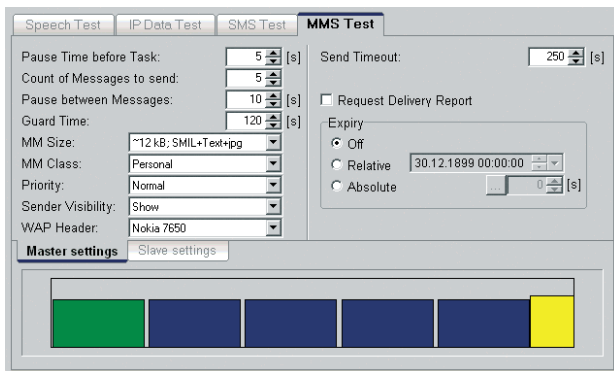 Speech Test IP Data Test SMS Test MMS Test
Pause Time before Task: 5 [s] Send Timeout: 250 [s]
Count of Messages to send: 5
Pause between Messages: 10 [s] Request Delivery Report
Guard Time: 120 [s] Expiry
MM Size: ~12 kB; SMIL+Text+jpg Off
MM Class: Personal Relative 30.12.1899 00:00:00
Priority: Normal Absolute ... 0 [s]
Sender Visibility: Show
WAP Header: Nokia 7650
Master settings Slave settings